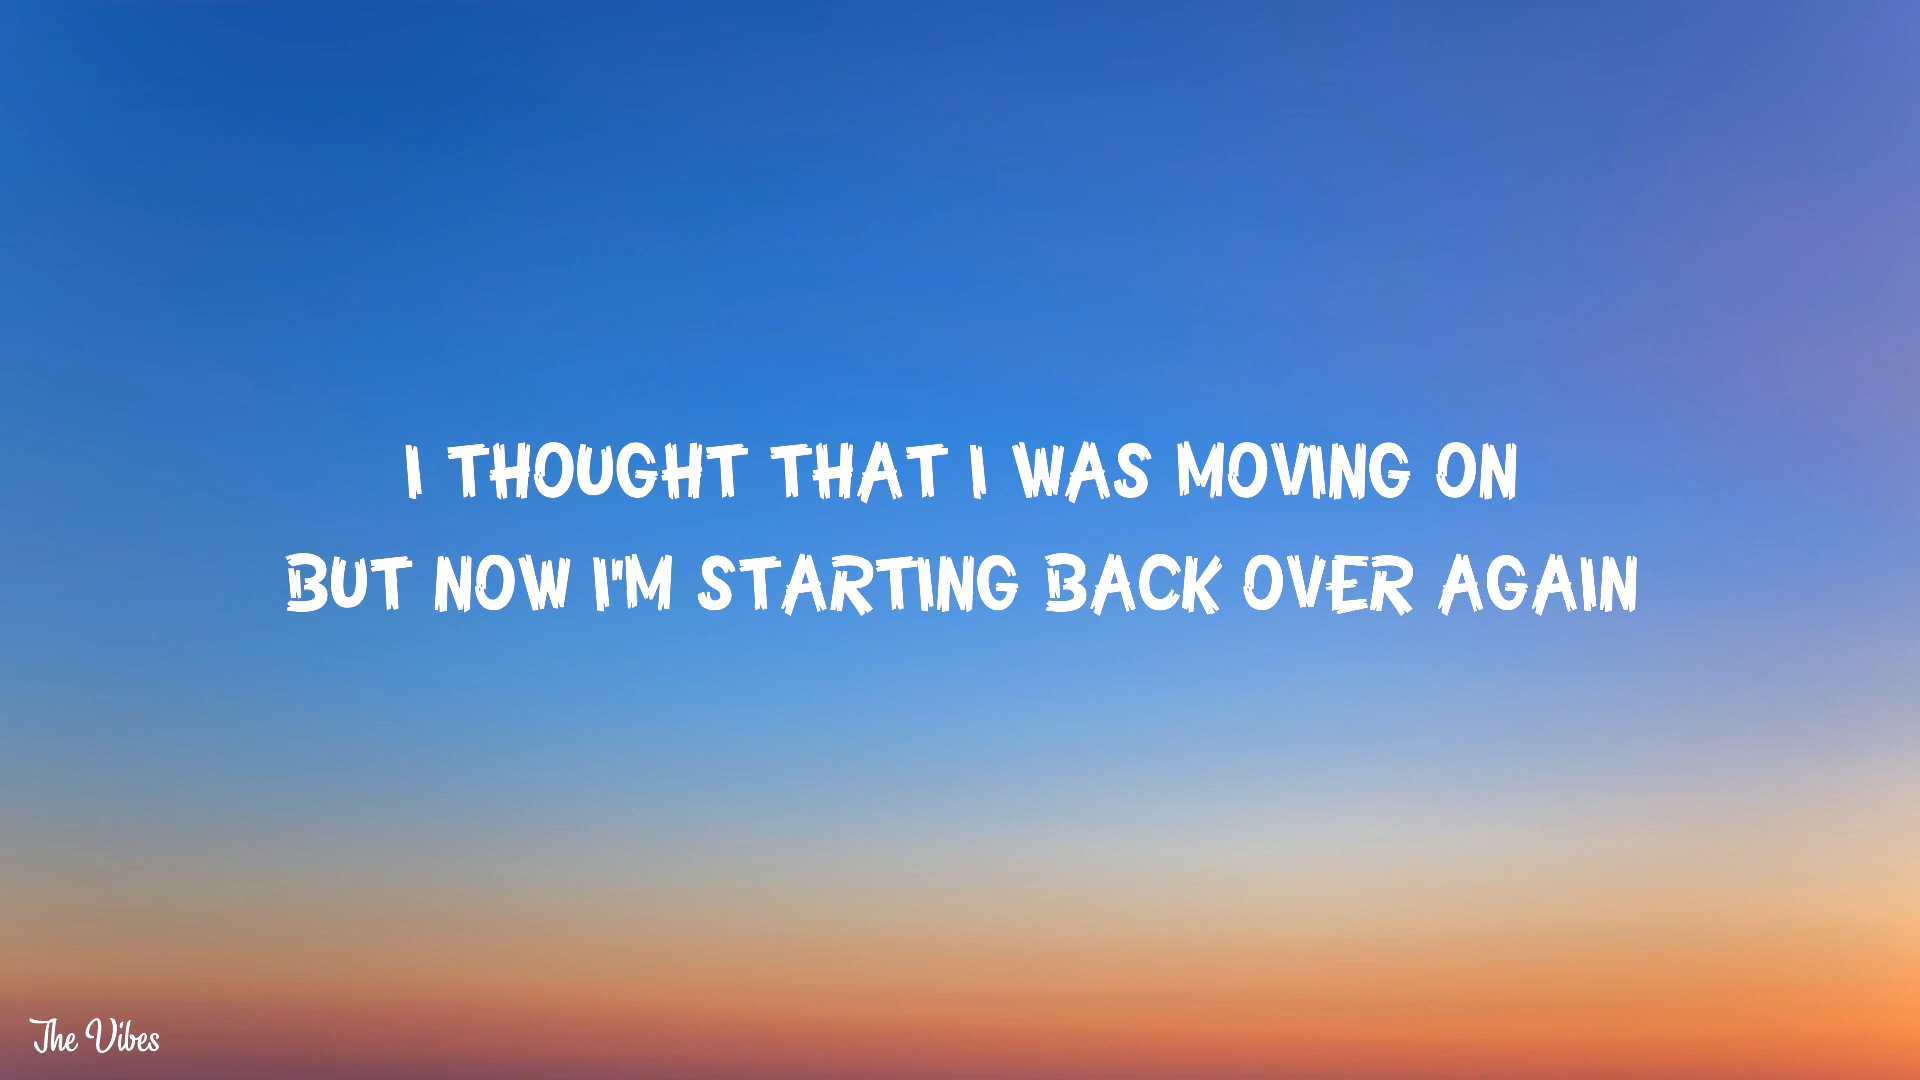 I THOUGHT THAT I WAS MOVING ON
BUT NOW I'M STARTING BACK OVER AGAIN
The Vibes